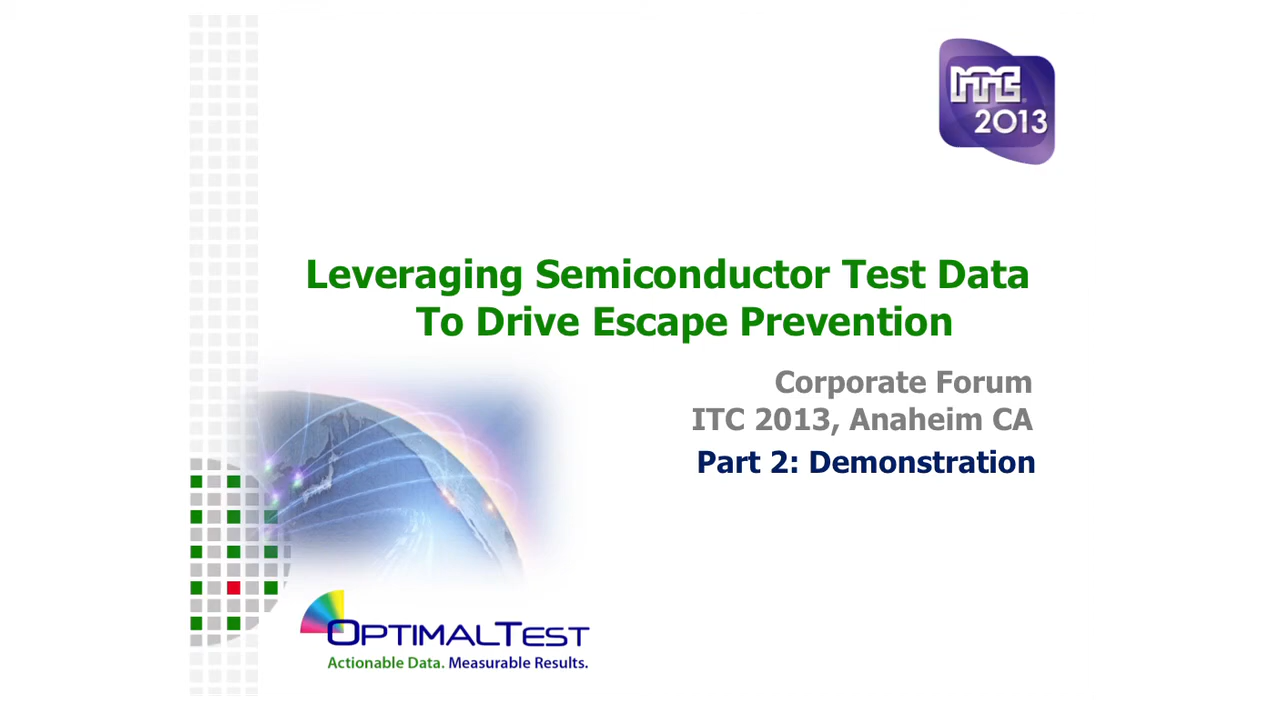 ITC
2013
Leveraging Semiconductor Test Data
To Drive Escape Prevention
Corporate Forum
ITC 2013, Anaheim CA
Part 2: Demonstration
OPTIMALTEST
Actionable Data. Measurable Results.